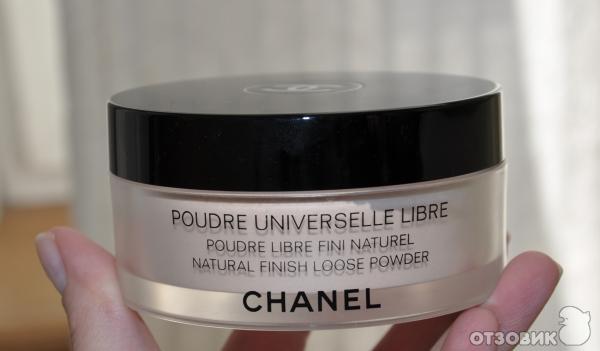 POUDRE UNIVERSELLE LIBRE
POUDRE LIBRE FINI NATUREL
NATURAL FINISH LOOSE POWDER
CHANEL
ОТЗОВИК